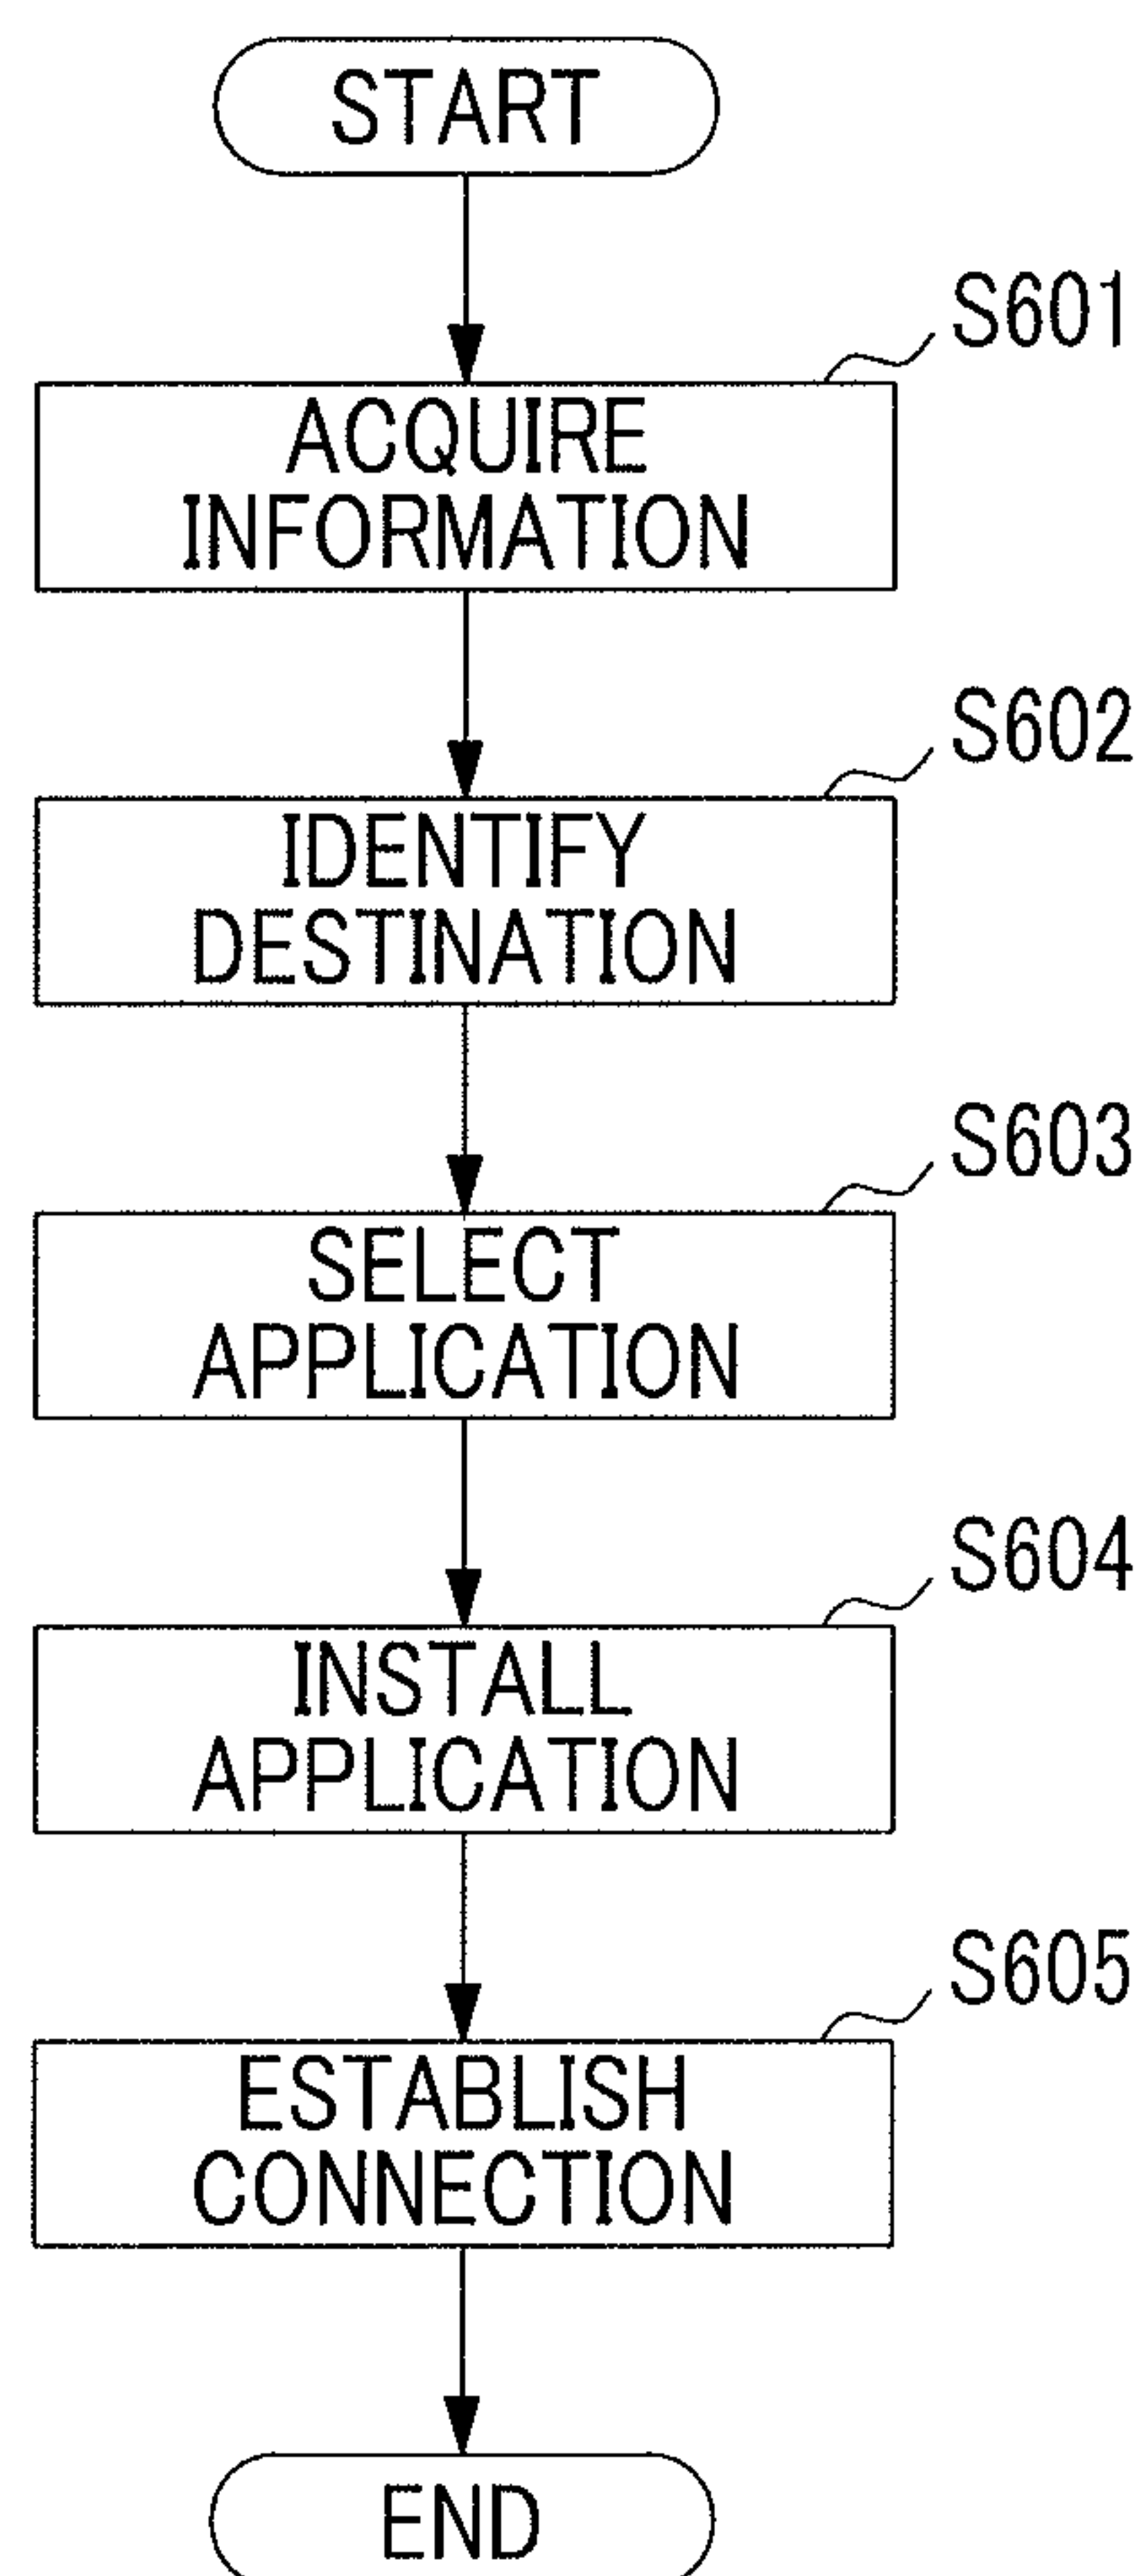 START
S601
ACQUIRE
INFORMATION
S602
IDENTIFY
DESTINATION
S603
SELECT
APPLICATION
S604
INSTALL
APPLICATION
S605
ESTABLISH
CONNECTION
END